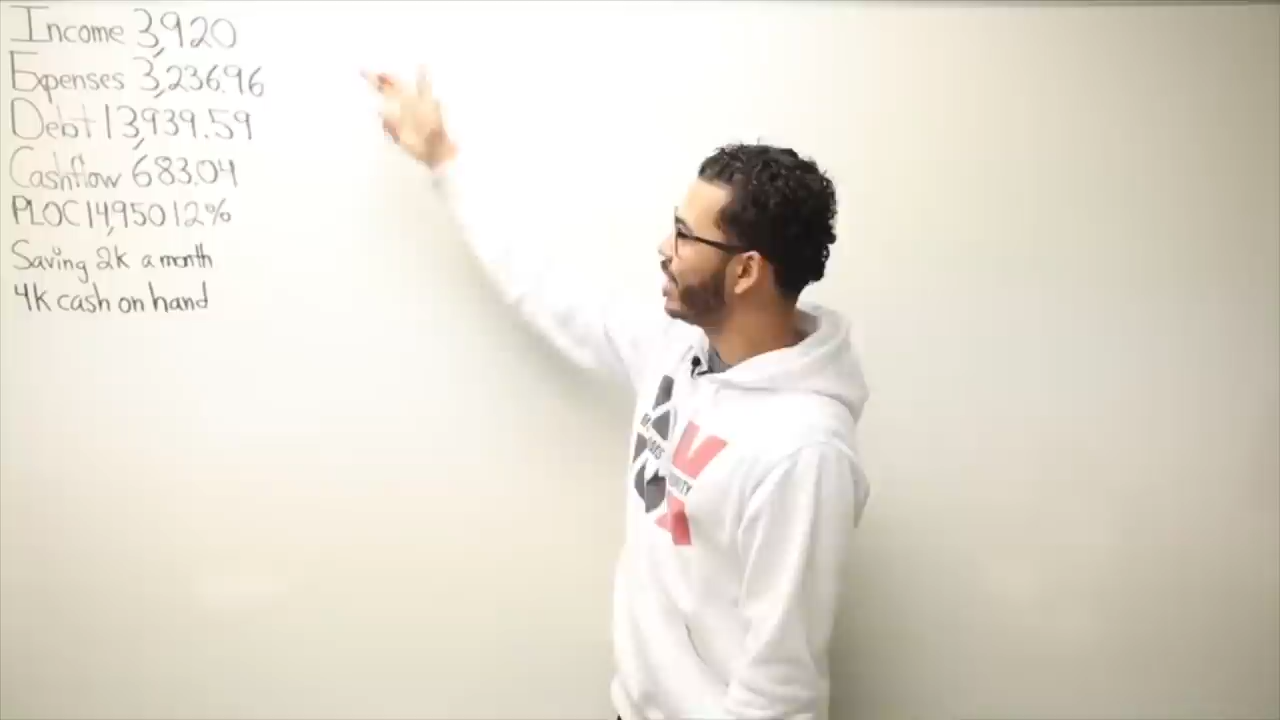 Income 3,920
Expenses 3,236.96
Debt 13,939.59
Cashflow 683.04
PLOC 14,950 12%
Saving 2k a month
4k cash on hand